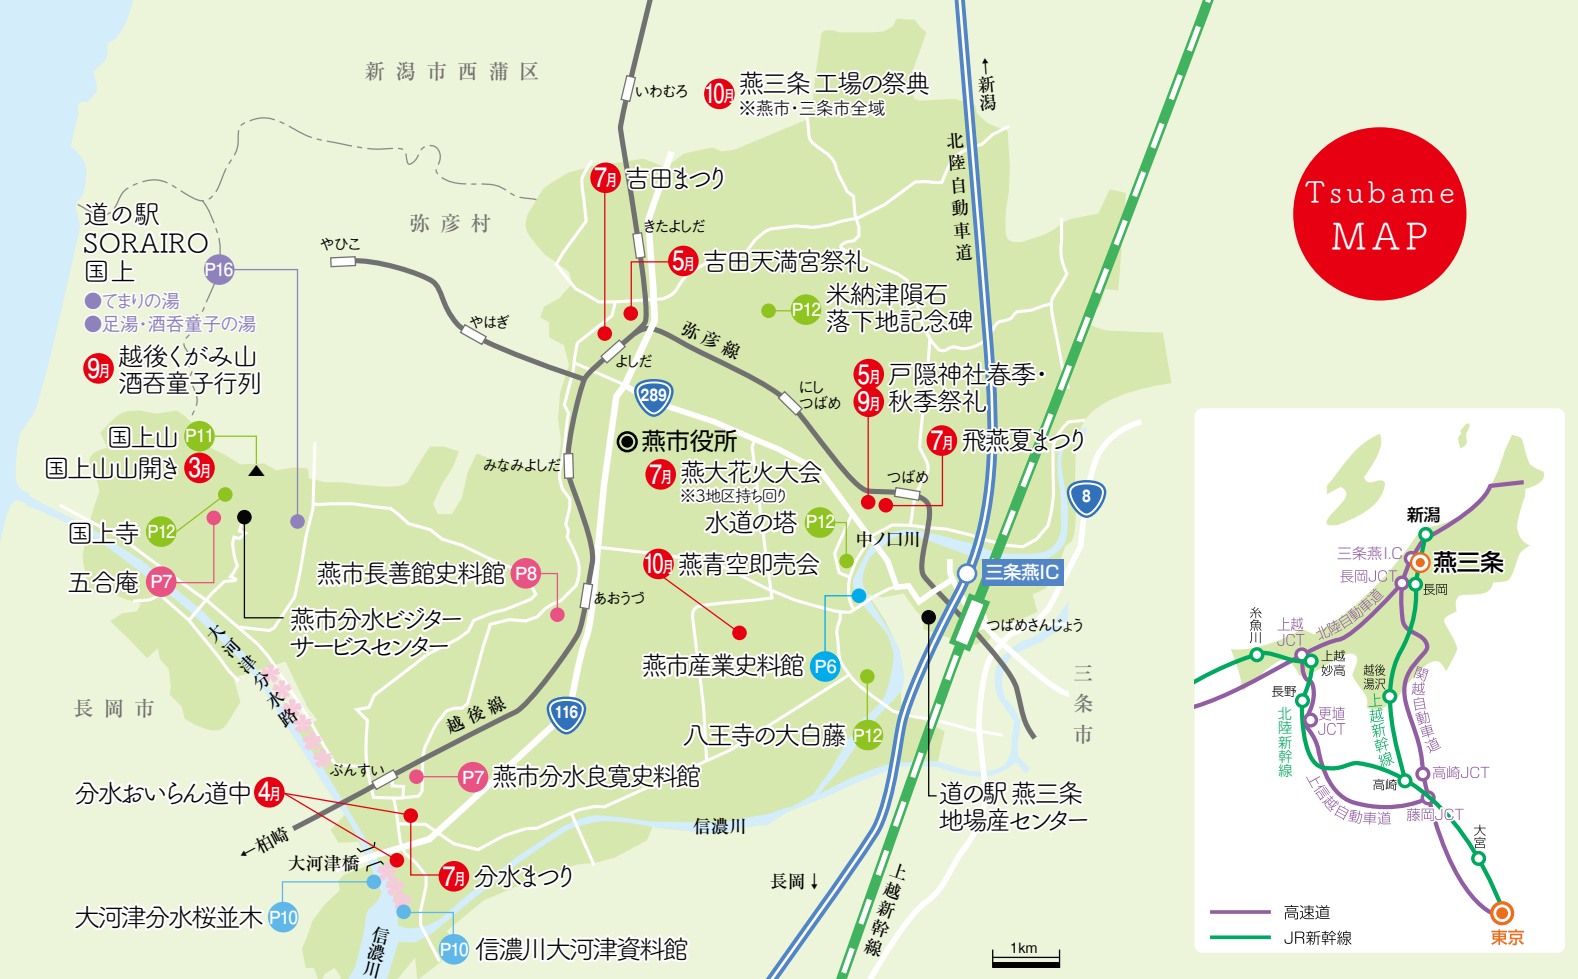 新潟市西蒲区
いわむろ
10月
燕三条 工場の祭典
※燕市・三条市全域
↑新潟
北陸自動車道
Tsubame
MAP
7月
吉田まつり
弥彦村
きたよしだ
やひこ
5月
吉田天満宮祭礼
道の駅
SORAIRO
国上
P16
●てまりの湯
●足湯・酒呑童子の湯
P12
米納津隕石
落下地記念碑
やはぎ
よしだ
弥彦線
9月
越後くがみ山
酒呑童子行列
289
にし
つばめ
5月
9月
戸隠神社春季・
秋季祭礼
国上山
P11
国上山山開き
3月
燕市役所
7月
飛燕夏まつり
みなみよしだ
7月
燕大花火大会
※3地区持ち回り
つばめ
8
国上寺
P12
水道の塔
P12
中ノ口川
五合庵
P7
燕市長善館史料館
P8
10月
燕青空即売会
三条燕IC
あおうづ
燕市分水ビジター
サービスセンター
つばめさんじょう
大河津分水路
燕市産業史料館
P6
三条市
長岡市
越後線
116
八王寺の大白藤
P12
ぶんすい
P7
燕市分水良寛史料館
分水おいらん道中
4月
道の駅 燕三条
地場産センター
信濃川
←柏崎
大河津橋
7月
分水まつり
長岡↓
上越新幹線
大河津分水桜並木
P10
信濃川
P10
信濃川大河津資料館
1km
新潟
三条燕I.C
燕三条
長岡JCT
長岡
北陸自動車道
糸魚川
上越
JCT
上越
妙高
越後
湯沢
関越自動車道
長野
更埴
JCT
北陸新幹線
上越新幹線
高崎JCT
高崎
上信越自動車道
藤岡JCT
大宮
東京
高速道
JR新幹線